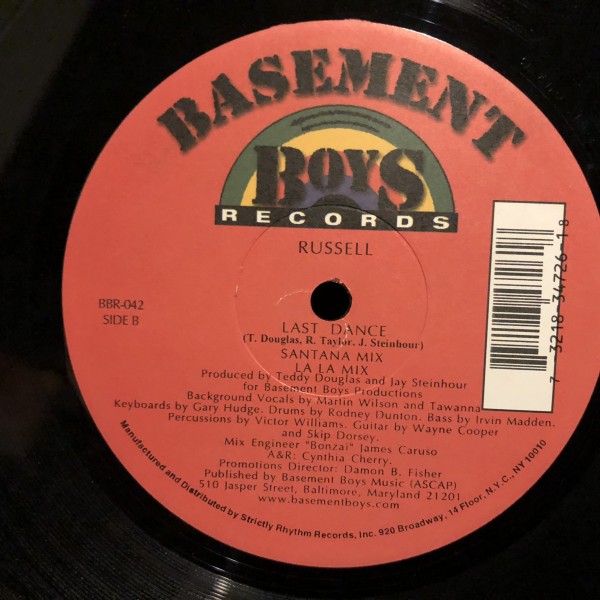 BASEMENT
BOYS
RECORDS
RUSSELL
BBR-042
SIDE B
LAST DANCE
(T. Douglas, R. Taylor, J. Steinhour)
SANTANA MIX
LA LA MIX
Produced by Teddy Douglas and Jay Steinhour
for Basement Boys Productions
Background Vocals by Martin Wilson and Tawanna
Keyboards by Gary Hudge. Drums by Rodney Dunton. Bass by Irvin Madden.
Percussions by Victor Williams. Guitar by Wayne Cooper
and Skip Dorsey.
Mix Engineer "Bonzai" James Caruso
A&R: Cynthia Cherry.
Promotions Director: Damon B. Fisher
Published by Basement Boys Music (ASCAP)
510 Jasper Street, Baltimore, Maryland 21201
www.basementboys.com
Manufactured and Distributed by Strictly Rhythm Records, Inc. 920 Broadway, 14 Floor, N.Y.C., NY 10010
7 3218-34726-1 8